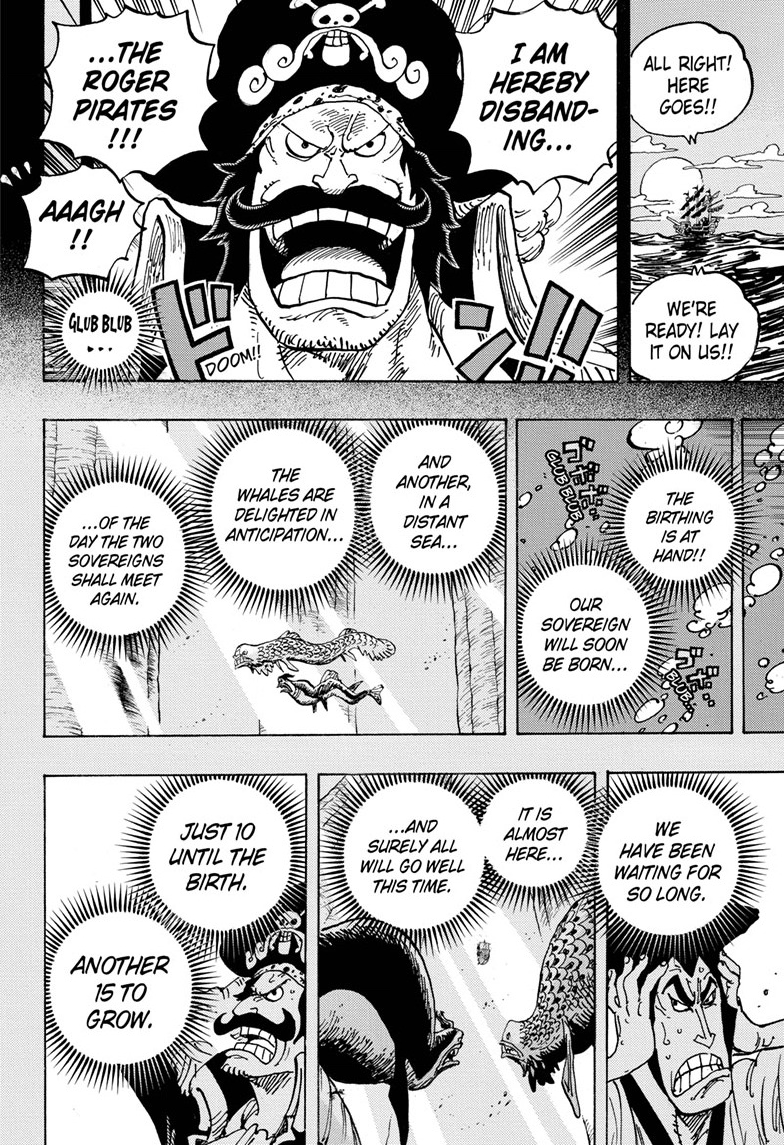 ALL RIGHT!
HERE
GOES!!
WE'RE
READY! LAY
IT ON US!!
I AM
HEREBY
DISBAND-
ING...
...THE
ROGER
PIRATES
!!!
ドン!!
DOOM!!
AAAGH
!!
GLUB BLUB
...
THE
BIRTHING
IS AT
HAND!!
GLUB BLUB
OUR
SOVEREIGN
WILL SOON
BE BORN...
BLUB...
AND
ANOTHER,
IN A
DISTANT
SEA...
THE
WHALES ARE
DELIGHTED IN
ANTICIPATION...
...OF THE
DAY THE TWO
SOVEREIGNS
SHALL MEET
AGAIN.
WE
HAVE BEEN
WAITING FOR
SO LONG.
IT IS
ALMOST
HERE...
...AND
SURELY ALL
WILL GO WELL
THIS TIME.
JUST 10
UNTIL THE
BIRTH.
ANOTHER
15 TO
GROW.